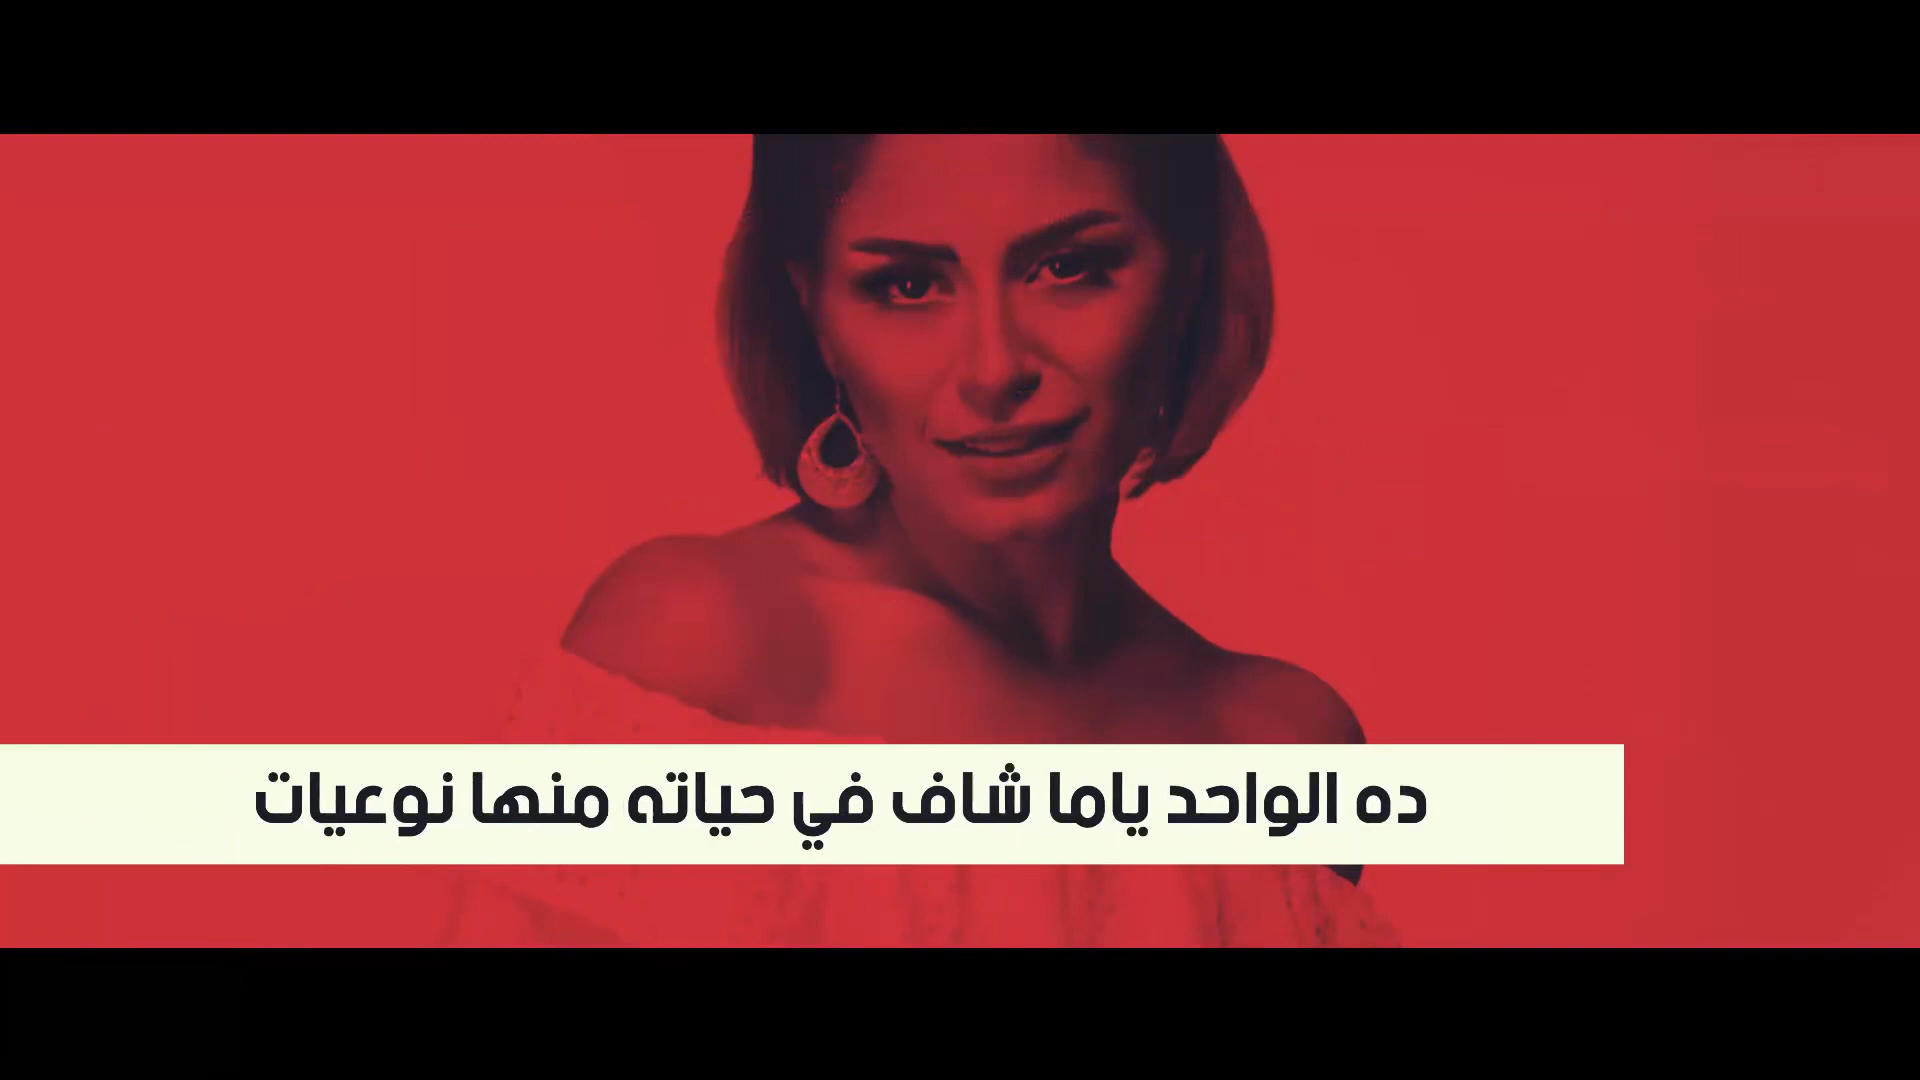 ده الواحد ياما شاف في حياته منها نوعيات